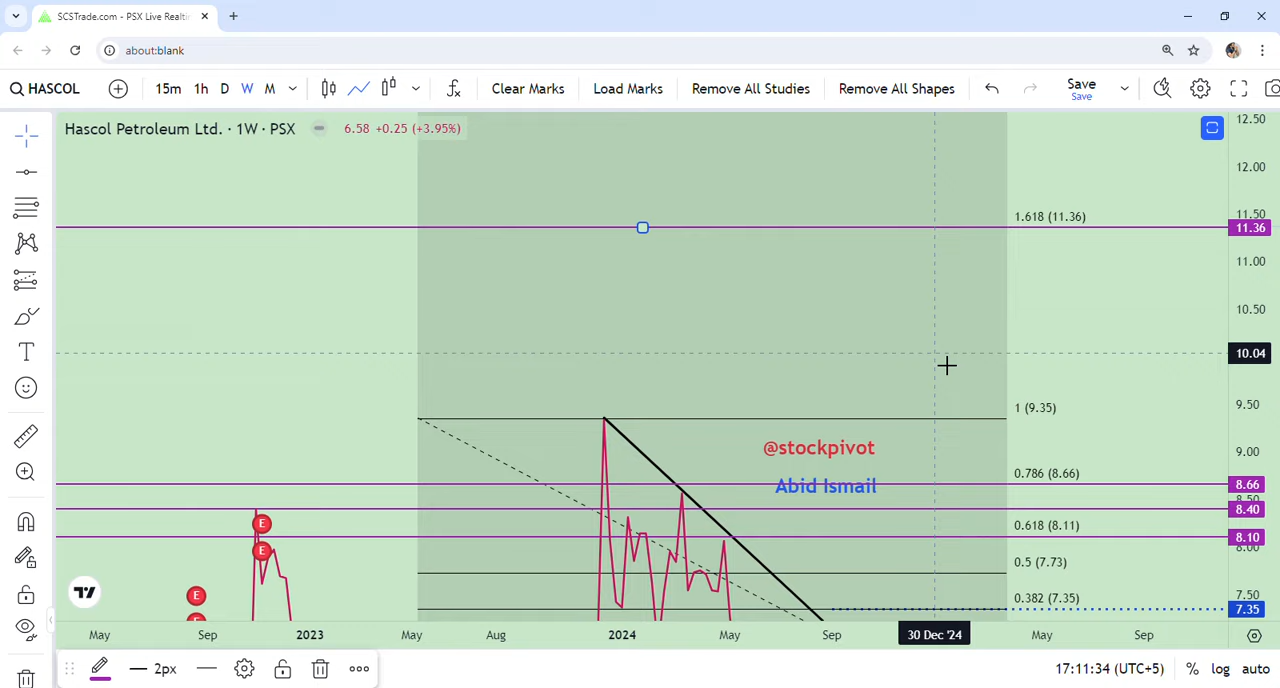 SCSTrade.com - PSX Live Realti
about:blank
HASCOL 15m 1h D W M Clear Marks Load Marks Remove All Studies Remove All Shapes Save
Save
Hascol Petroleum Ltd. · 1W · PSX 6.58 +0.25 (+3.95%)
12.50
12.00
1.618 (11.36) 11.50
11.36
11.00
10.50
10.04
1 (9.35) 9.50
@stockpivot 9.00
0.786 (8.66)
Abid Ismail 8.66
8.50
8.40
E 0.618 (8.11)
8.10
E 8.00
0.5 (7.73)
E 0.382 (7.35) 7.50
7.35
E
May Sep 2023 May Aug 2024 May Sep 30 Dec '24 May Sep
2px 17:11:34 (UTC+5) % log auto